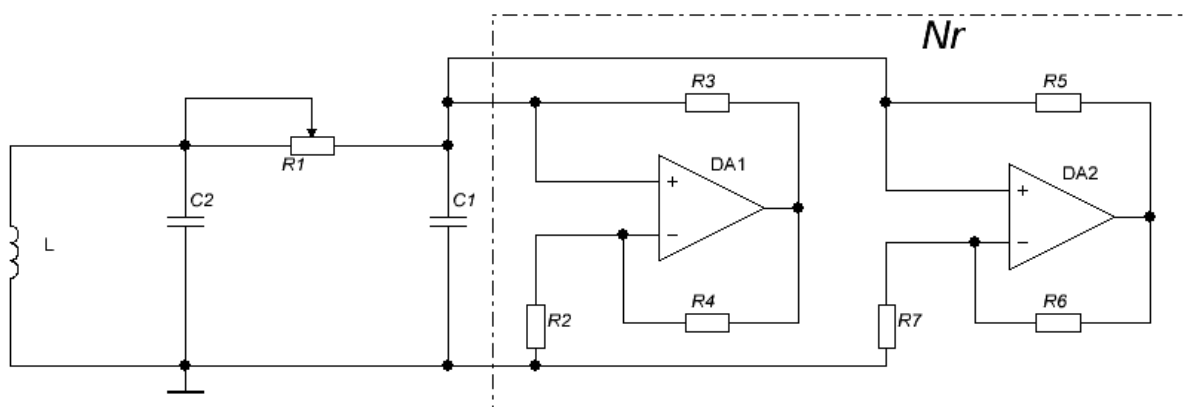 Nr
R3
R5
R1
DA1
DA2
C2
C1
+
+
L
−
−
R2
R4
R7
R6